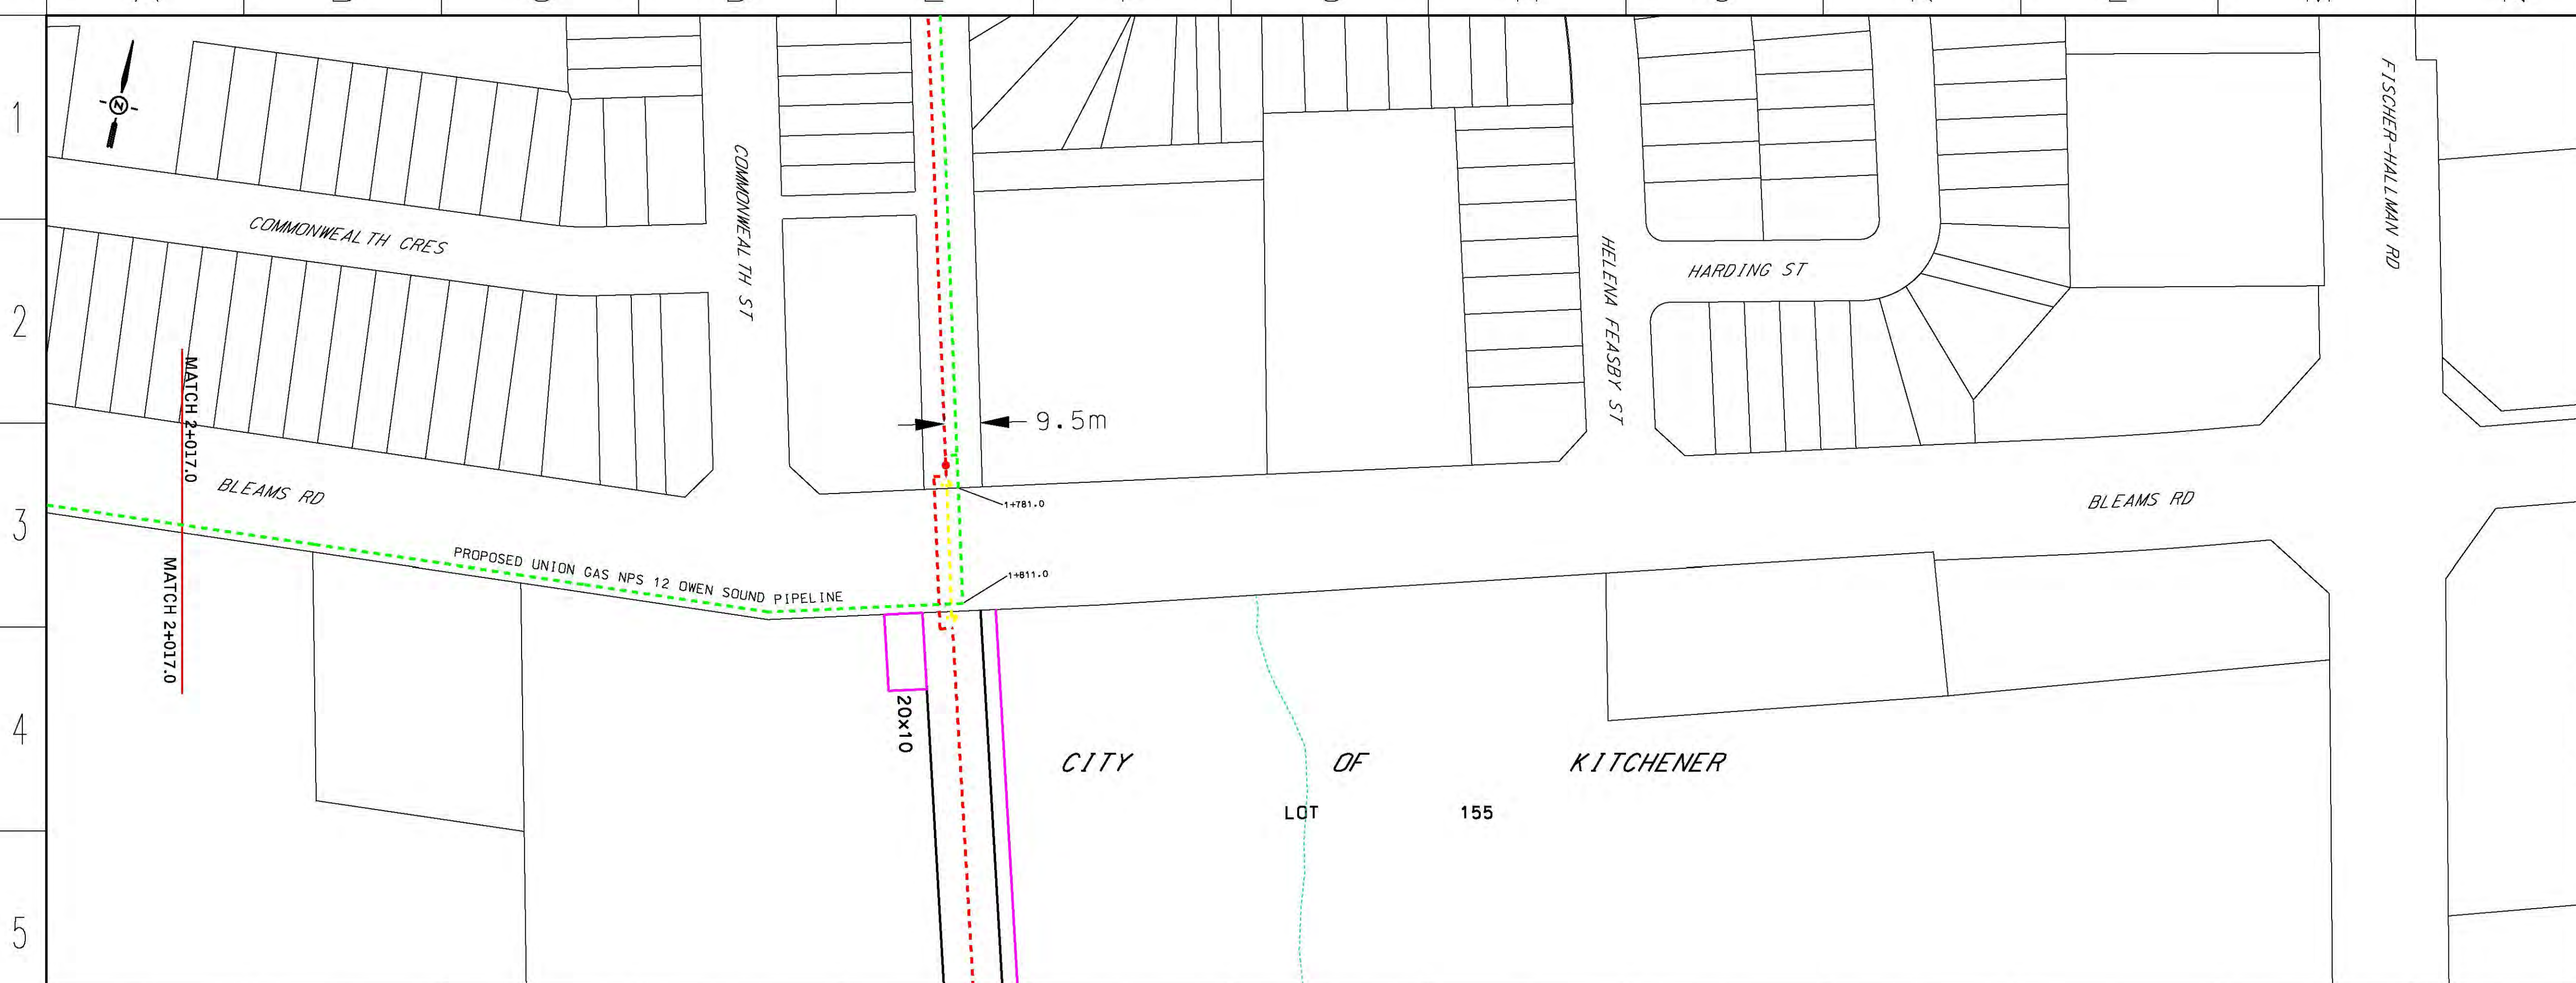 1
2
3
4
5
N
COMMONWEALTH CRES
COMMONWEALTH ST
FISCHER-HALLMAN RD
HELENA FEASBY ST
HARDING ST
MATCH 2+017.0
9.5m
BLEAMS RD
1+781.0
BLEAMS RD
PROPOSED UNION GAS NPS 12 OWEN SOUND PIPELINE
1+811.0
MATCH 2+017.0
20x10
CITY OF KITCHENER
LOT 155